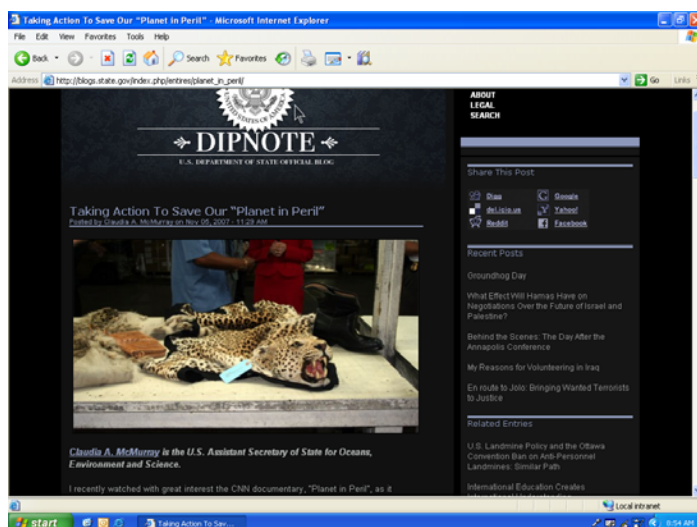 Taking Action To Save Our "Planet in Peril" - Microsoft Internet Explorer
File Edit View Favorites Tools Help
Back Search Favorites
Address http://blogs.state.gov/index.php/entires/planet_in_peril/ Go Links
UNITED STATES OF AMERICA
DIPNOTE
U.S. DEPARTMENT OF STATE OFFICIAL BLOG
Taking Action To Save Our "Planet in Peril"
Posted by Claudia A. McMurray on Nov 06, 2007 - 11:29 AM
Claudia A. McMurray is the U.S. Assistant Secretary of State for Oceans,
Environment and Science.
I recently watched with great interest the CNN documentary, "Planet in Peril", as it
ABOUT
LEGAL
SEARCH
Share This Post
Digg Google
del.icio.us Yahoo!
Reddit Facebook
Recent Posts
Groundhog Day
What Effect Will Hamas Have on
Negotiations Over the Future of Israel and
Palestine?
Behind the Scenes: The Day After the
Annapolis Conference
My Reasons for Volunteering in Iraq
En route to Jolo: Bringing Wanted Terrorists
to Justice
Related Entries
U.S. Landmine Policy and the Ottawa
Convention Ban on Anti-Personnel
Landmines: Similar Path
International Education Creates
Local intranet
start Taking Action To Sav... 8:54 AM